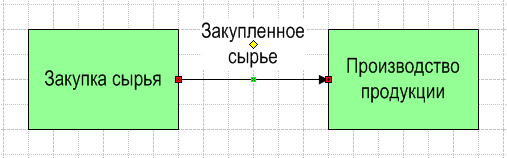 Закупка сырья
Закупленное
сырье
Производство
продукции